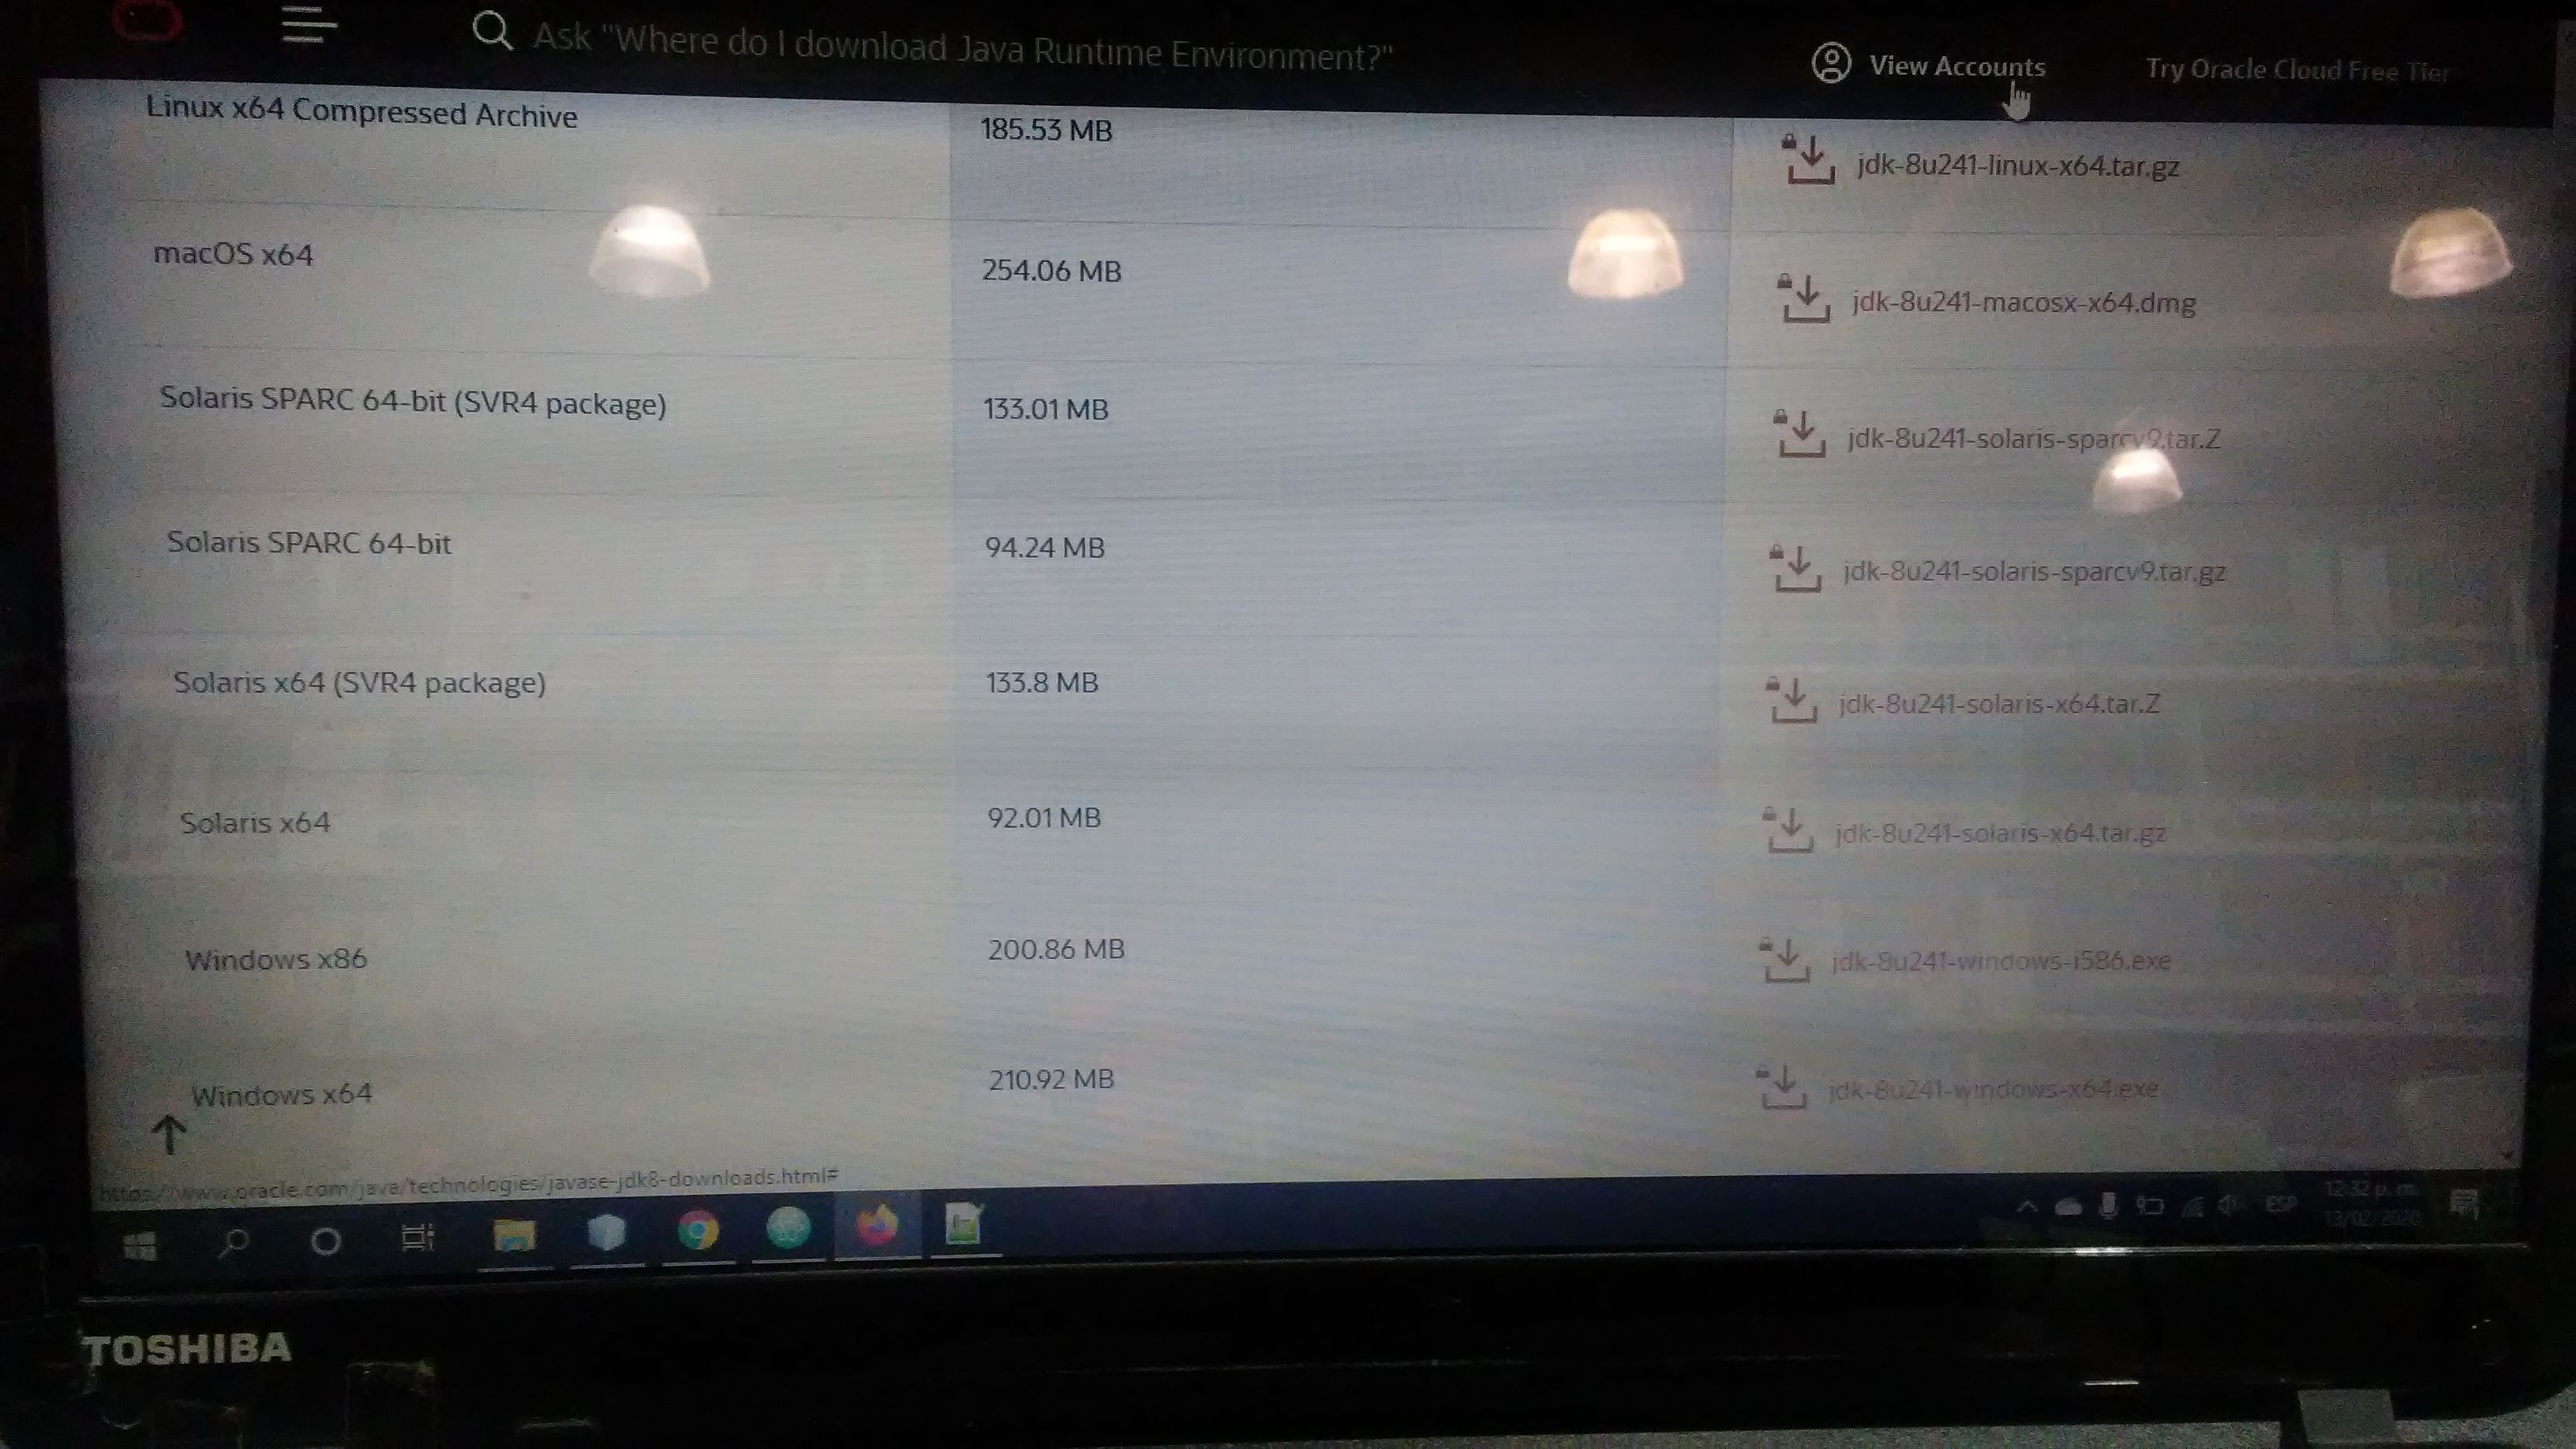 Ask "Where do I download Java Runtime Environment?"
View Accounts
Try Oracle Cloud Free Tier
Linux x64 Compressed Archive
185.53 MB
jdk-8u241-linux-x64.tar.gz
macOS x64
254.06 MB
jdk-8u241-macosx-x64.dmg
Solaris SPARC 64-bit (SVR4 package)
133.01 MB
jdk-8u241-solaris-sparcv9.tar.Z
Solaris SPARC 64-bit
94.24 MB
jdk-8u241-solaris-sparcv9.tar.gz
Solaris x64 (SVR4 package)
133.8 MB
jdk-8u241-solaris-x64.tar.Z
Solaris x64
92.01 MB
jdk-8u241-solaris-x64.tar.gz
Windows x86
200.86 MB
jdk-8u241-windows-i586.exe
Windows x64
210.92 MB
jdk-8u241-windows-x64.exe
https://www.oracle.com/java/technologies/javase-jdk8-downloads.html#
ESP
12:32 p. m.
13/02/2020
TOSHIBA